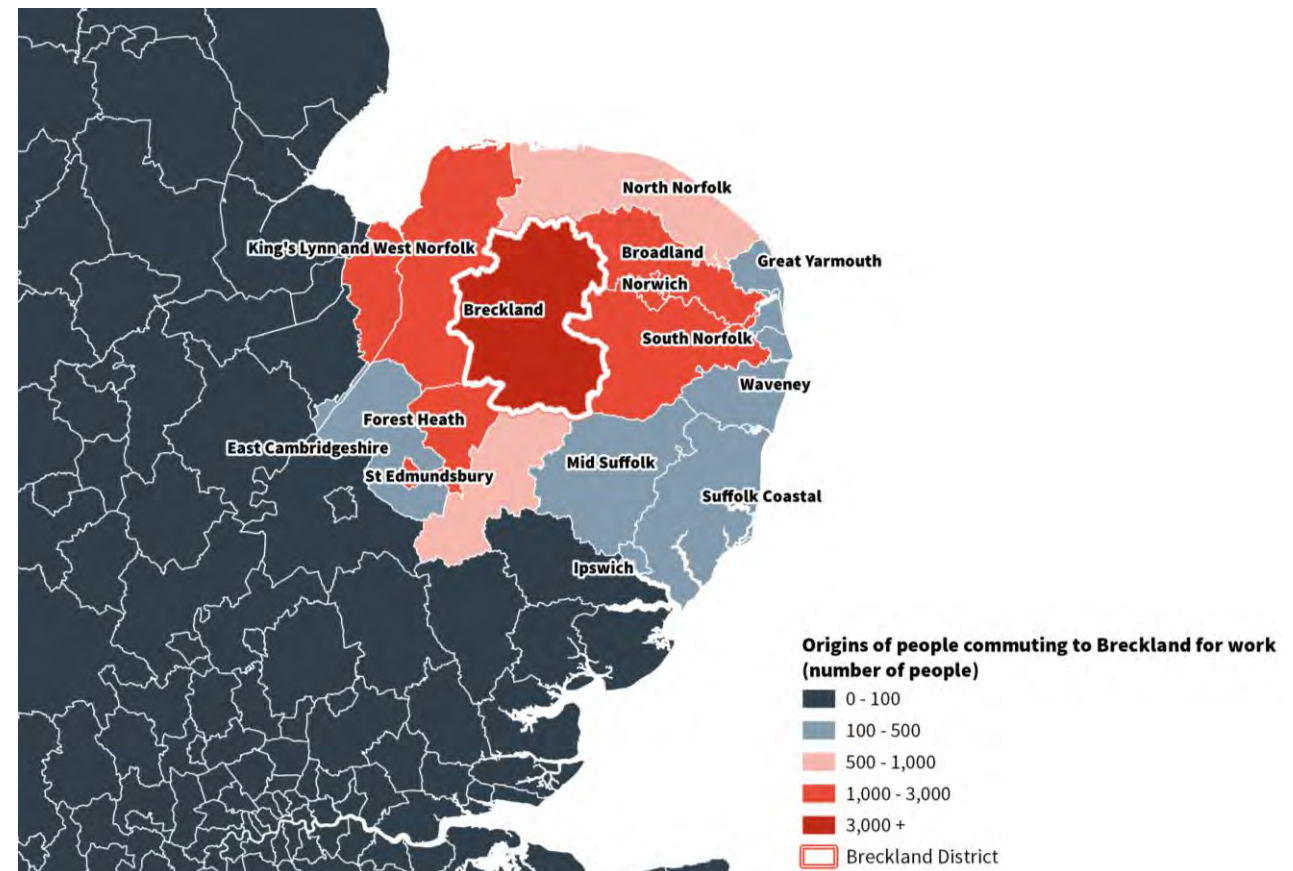 North Norfolk
King's Lynn and West Norfolk
Broadland
Great Yarmouth
Norwich
Breckland
South Norfolk
Waveney
Forest Heath
East Cambridgeshire
Mid Suffolk
St Edmundsbury
Suffolk Coastal
Ipswich
Origins of people commuting to Breckland for work
(number of people)
0 - 100
100 - 500
500 - 1,000
1,000 - 3,000
3,000 +
Breckland District